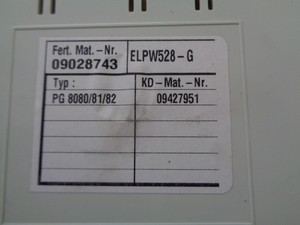 Fert. Mat. – Nr. ELPW528 – G
09028743
Typ : KD – Mat. – Nr.
PG 8080/81/82 09427951